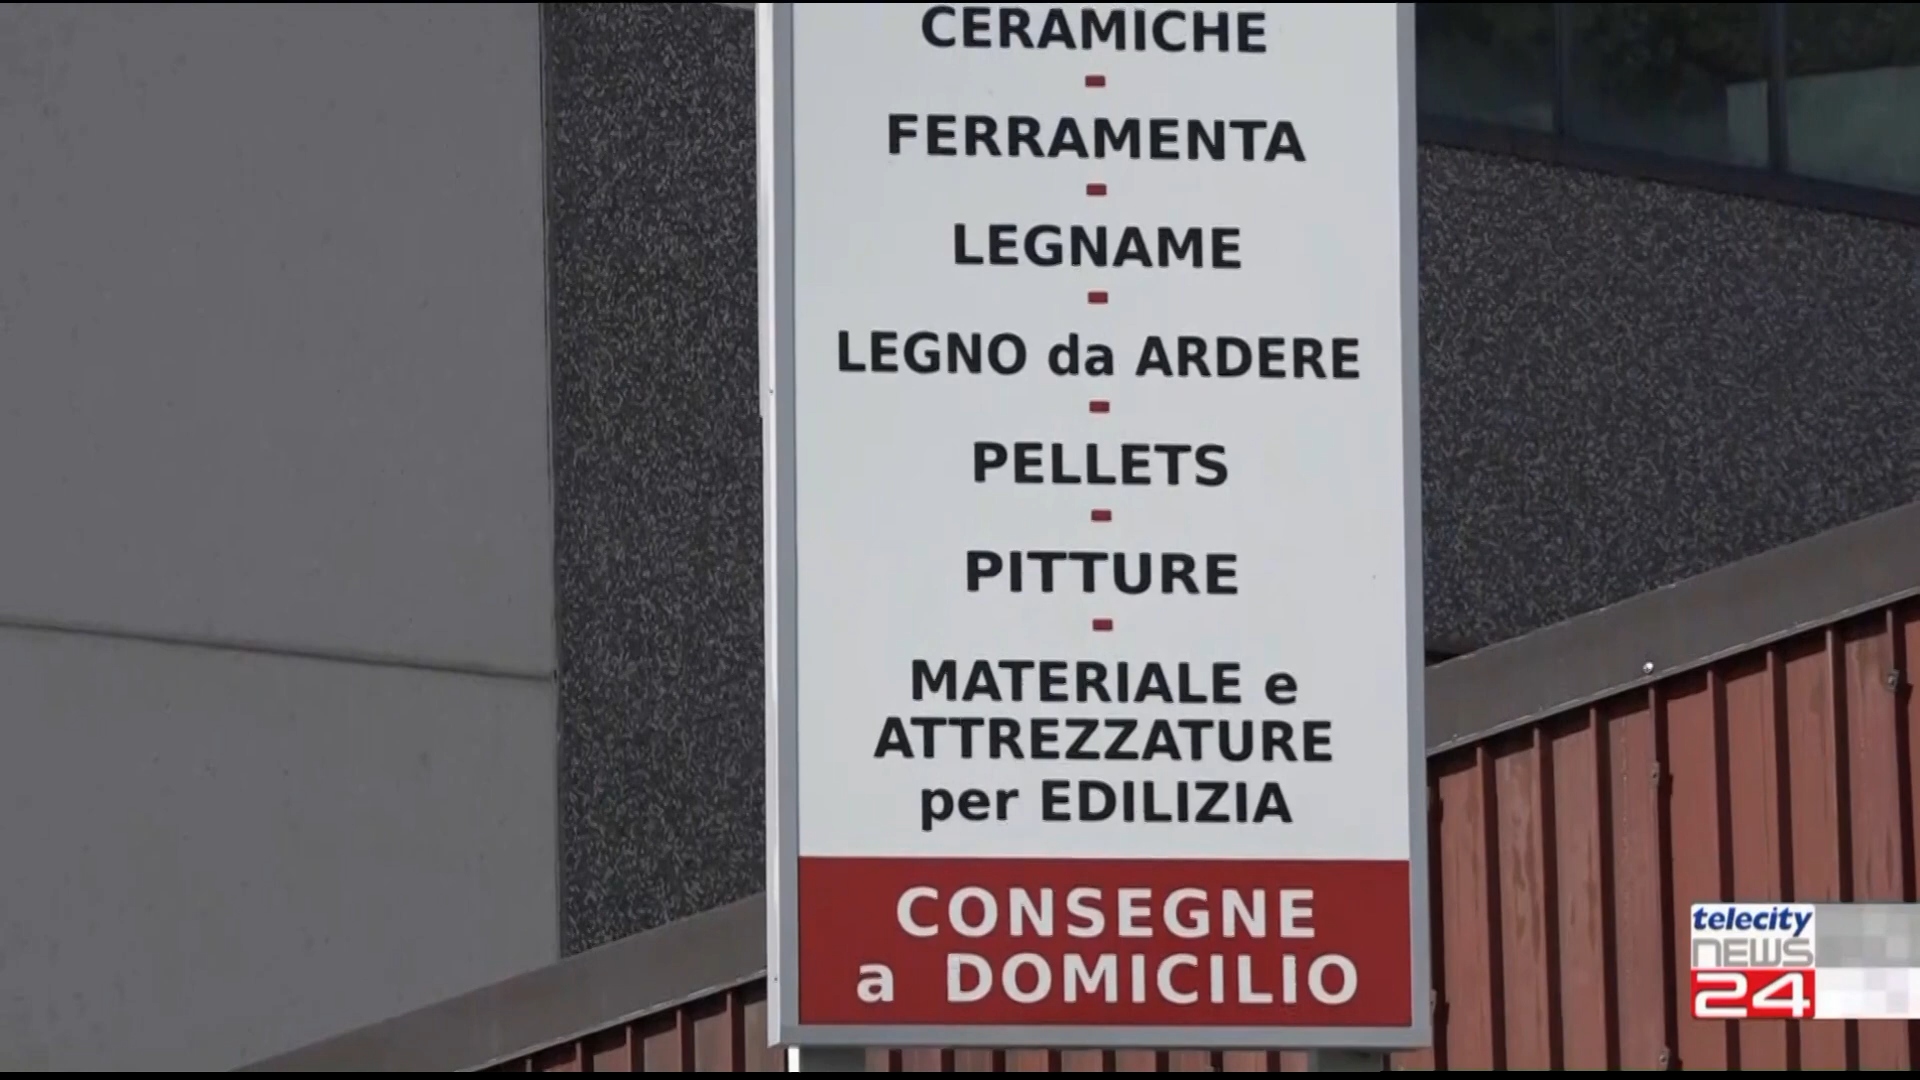 CERAMICHE
-
FERRAMENTA
-
LEGNAME
-
LEGNO da ARDERE
-
PELLETS
-
PITTURE
-
MATERIALE e
ATTREZZATURE
per EDILIZIA
CONSEGNE
a DOMICILIO
telecity
NEWS
24